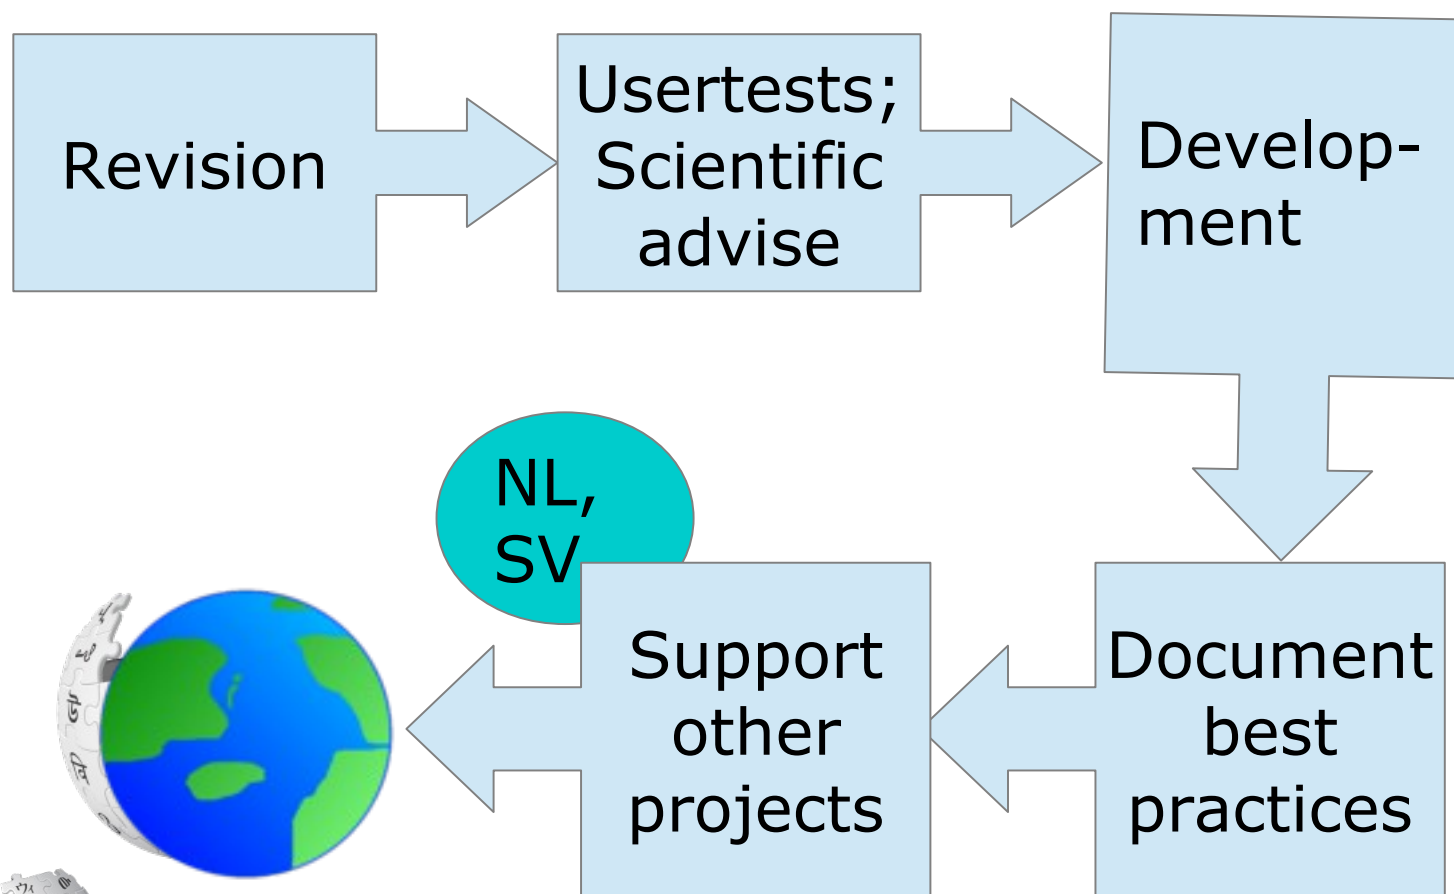 Revision
Usertests;
Scientific
advise
Develop-
ment
NL,
SV
Support
other
projects
Document
best
practices